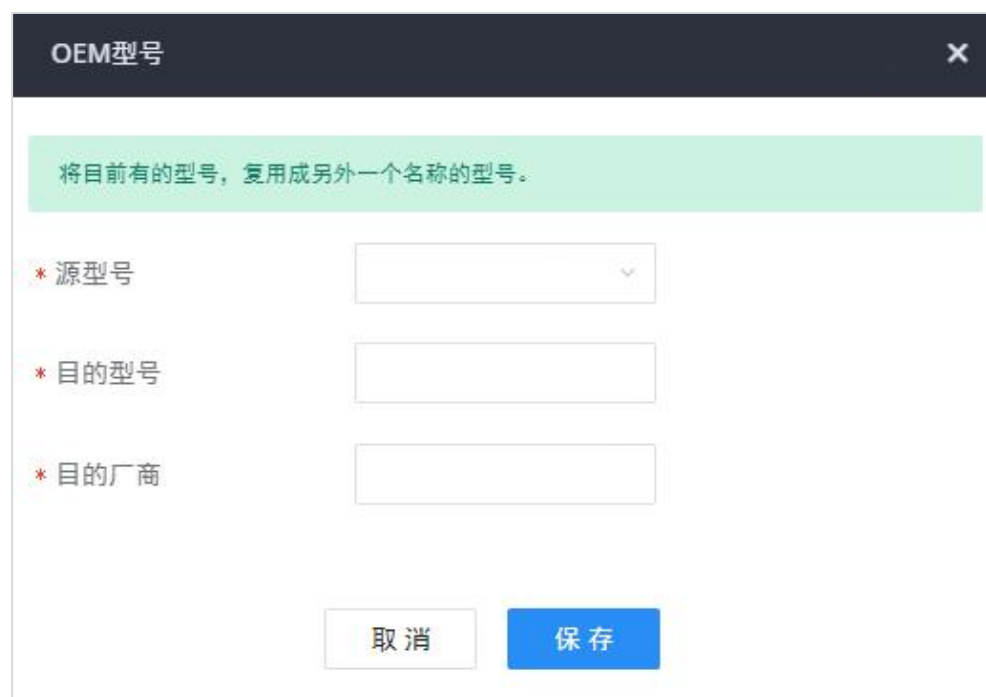 OEM型号
将目前有的型号，复用成另外一个名称的型号。
* 源型号
* 目的型号
* 目的厂商
取 消 保 存